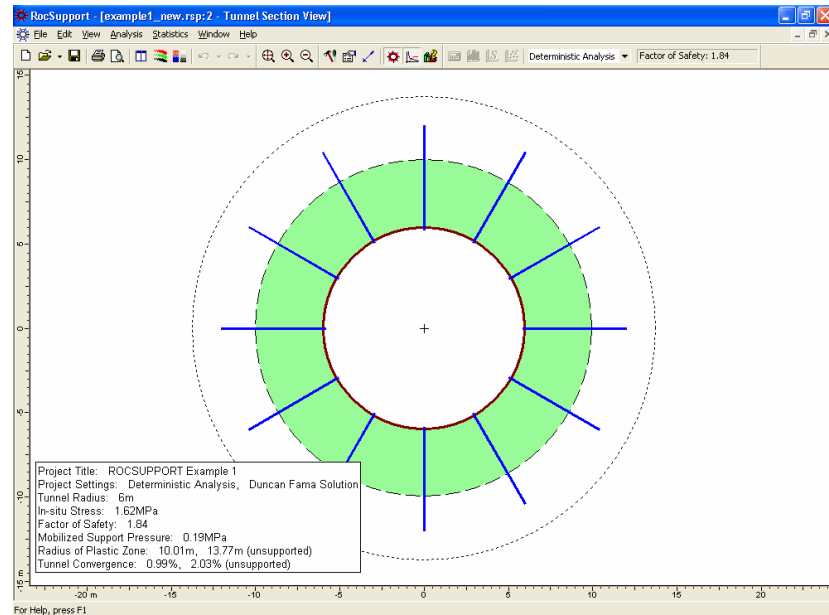 RocSupport - [example1_new.rsp:2 - Tunnel Section View]
File Edit View Analysis Statistics Window Help
Deterministic Analysis Factor of Safety: 1.84
15
10
5
0
-5
-10
-15 m
Project Title: ROCSUPPORT Example 1
Project Settings: Deterministic Analysis, Duncan Fama Solution
Tunnel Radius: 6m
In-situ Stress: 1.62MPa
Factor of Safety: 1.84
Mobilized Support Pressure: 0.19MPa
Radius of Plastic Zone: 10.01m, 13.77m (unsupported)
Tunnel Convergence: 0.99%, 2.03% (unsupported)
-20 m -15 -10 -5 0 5 10 15 20
For Help, press F1